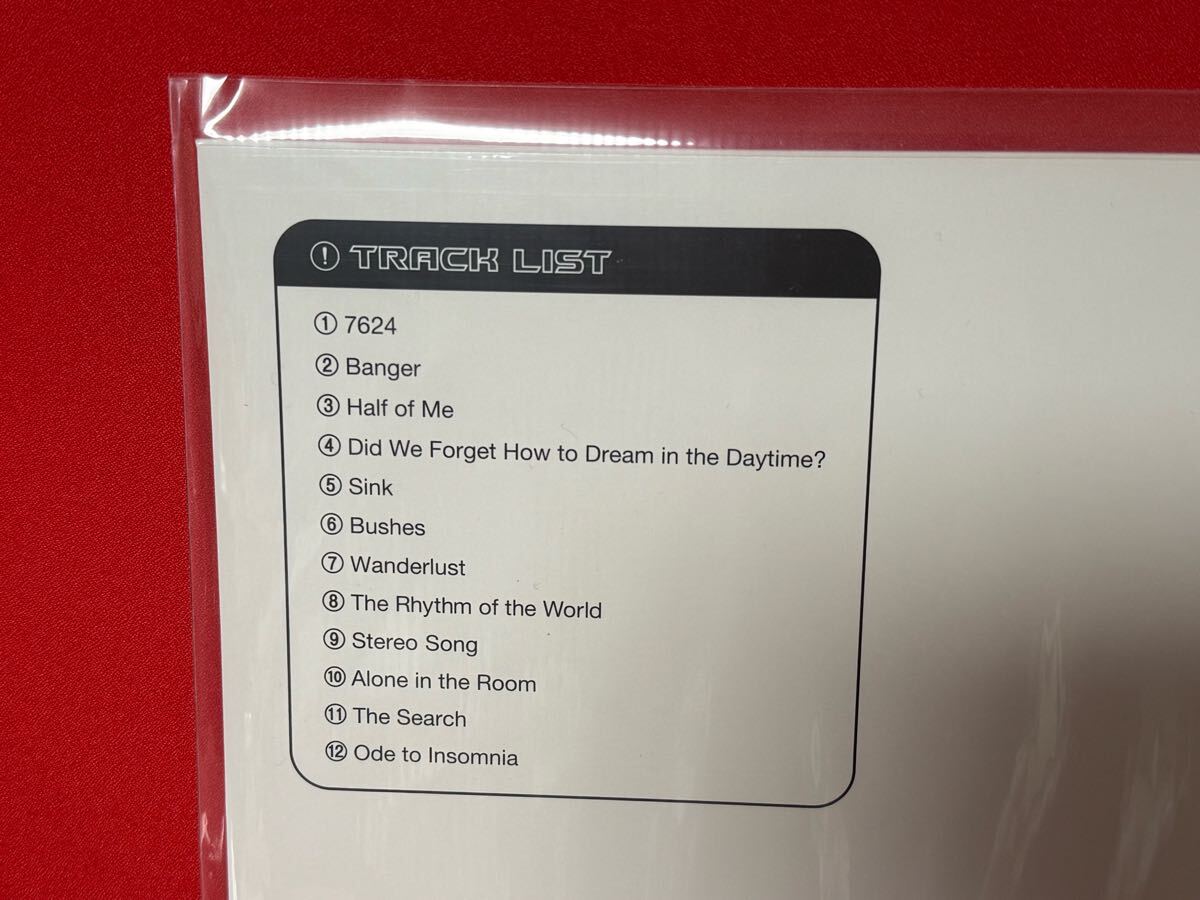 ! TRACK LIST
① 7624
② Banger
③ Half of Me
④ Did We Forget How to Dream in the Daytime?
⑤ Sink
⑥ Bushes
⑦ Wanderlust
⑧ The Rhythm of the World
⑨ Stereo Song
⑩ Alone in the Room
⑪ The Search
⑫ Ode to Insomnia